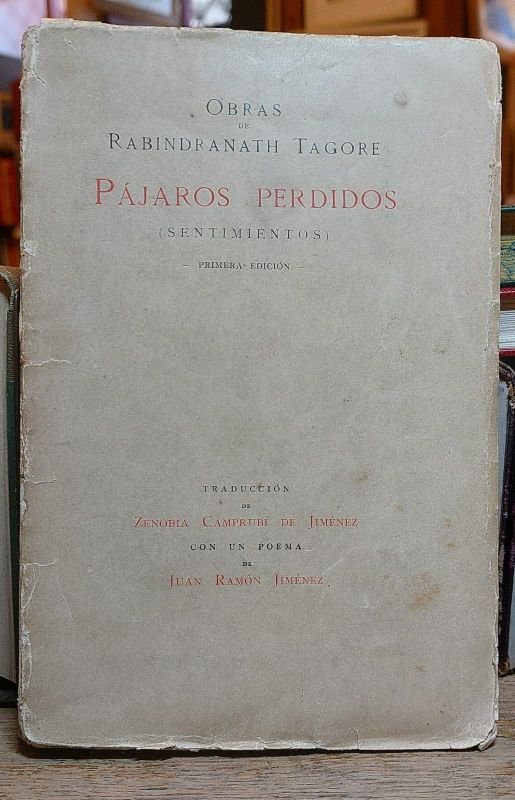 OBRAS
DE
RABINDRANATH TAGORE
PÁJAROS PERDIDOS
(SENTIMIENTOS)
— PRIMERA EDICIÓN —
TRADUCCIÓN
DE
ZENOBIA CAMPRUBÍ DE JIMÉNEZ
CON UN POEMA
DE
JUAN RAMÓN JIMÉNEZ